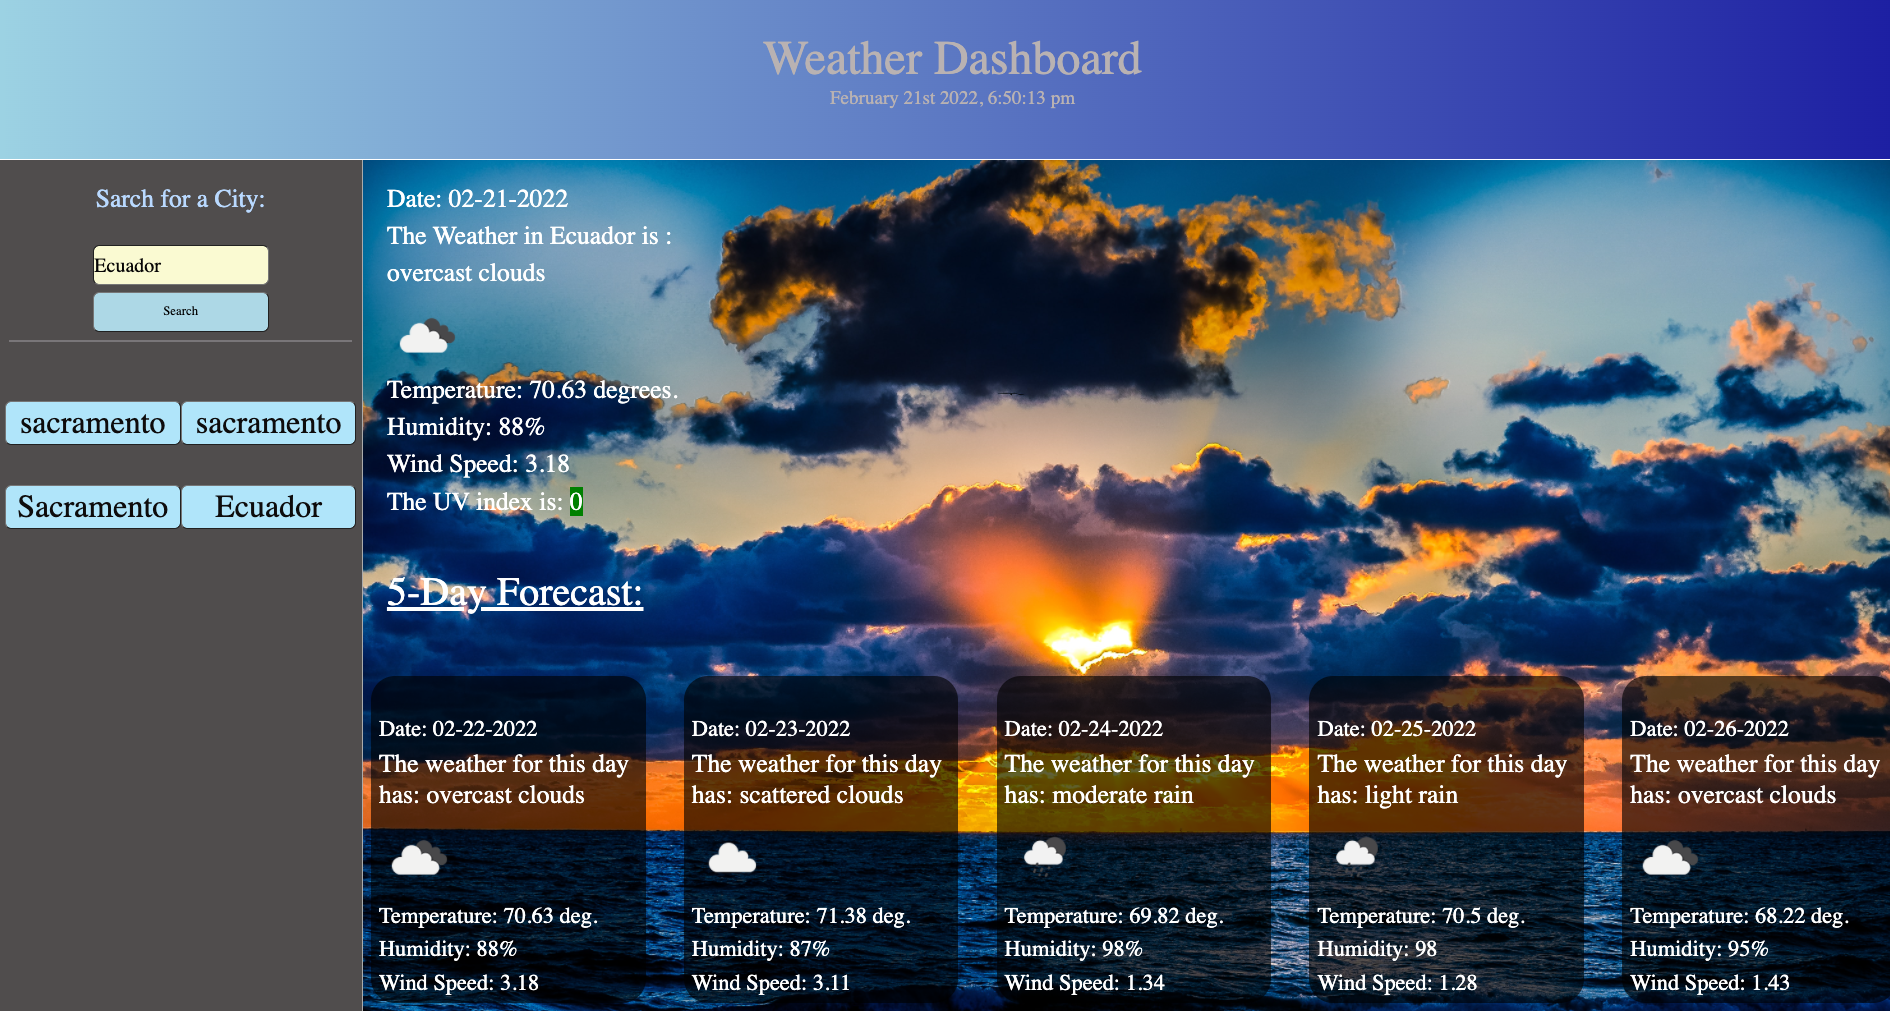 Weather Dashboard
February 21st 2022, 6:50:13 pm
Sarch for a City:
Ecuador
Search
sacramento
sacramento
Sacramento
Ecuador
Date: 02-21-2022
The Weather in Ecuador is :
overcast clouds
Temperature: 70.63 degrees.
Humidity: 88%
Wind Speed: 3.18
The UV index is: 0
5-Day Forecast:
Date: 02-22-2022
The weather for this day
has: overcast clouds
Temperature: 70.63 deg.
Humidity: 88%
Wind Speed: 3.18
Date: 02-23-2022
The weather for this day
has: scattered clouds
Temperature: 71.38 deg.
Humidity: 87%
Wind Speed: 3.11
Date: 02-24-2022
The weather for this day
has: moderate rain
Temperature: 69.82 deg.
Humidity: 98%
Wind Speed: 1.34
Date: 02-25-2022
The weather for this day
has: light rain
Temperature: 70.5 deg.
Humidity: 98
Wind Speed: 1.28
Date: 02-26-2022
The weather for this day
has: overcast clouds
Temperature: 68.22 deg.
Humidity: 95%
Wind Speed: 1.43